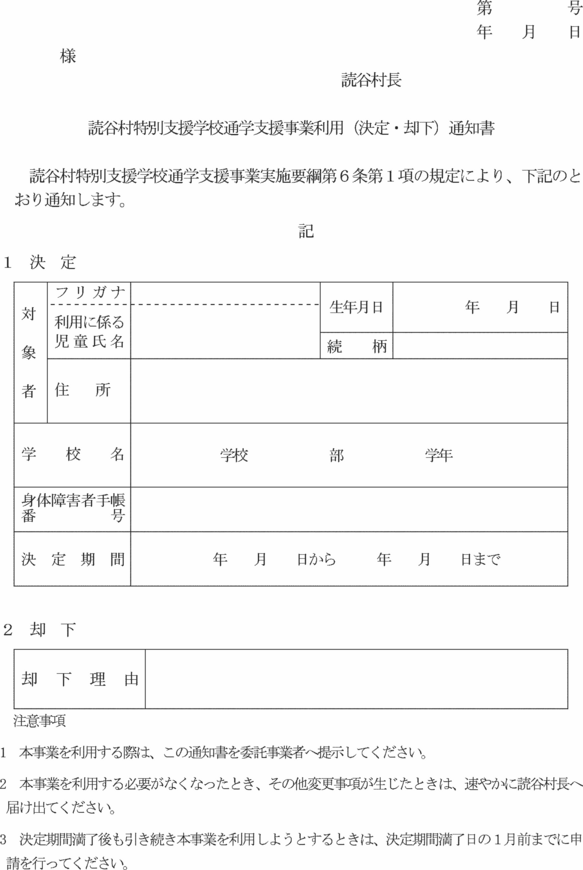 第　　　　　号
年　　月　　日
様
読谷村長
読谷村特別支援学校通学支援事業利用（決定・却下）通知書
読谷村特別支援学校通学支援事業実施要綱第６条第１項の規定により、下記のと
おり通知します。
記
１　決　定
対象者
フリガナ
利用に係る
児童氏名
生年月日
年　　月　　日
続　　柄
住　　所
学　校　名
学校　　　　　部　　　　　学年
身体障害者手帳
番　　　　　号
決　定　期　間
年　　月　　日から　　　年　　月　　日まで
２　却　下
却　下　理　由
注意事項
1　本事業を利用する際は、この通知書を委託事業者へ提示してください。
2　本事業を利用する必要がなくなったとき、その他変更事項が生じたときは、速やかに読谷村長へ
届け出てください。
3　決定期間満了後も引き続き本事業を利用しようとするときは、決定期間満了日の１月前までに申
請を行ってください。